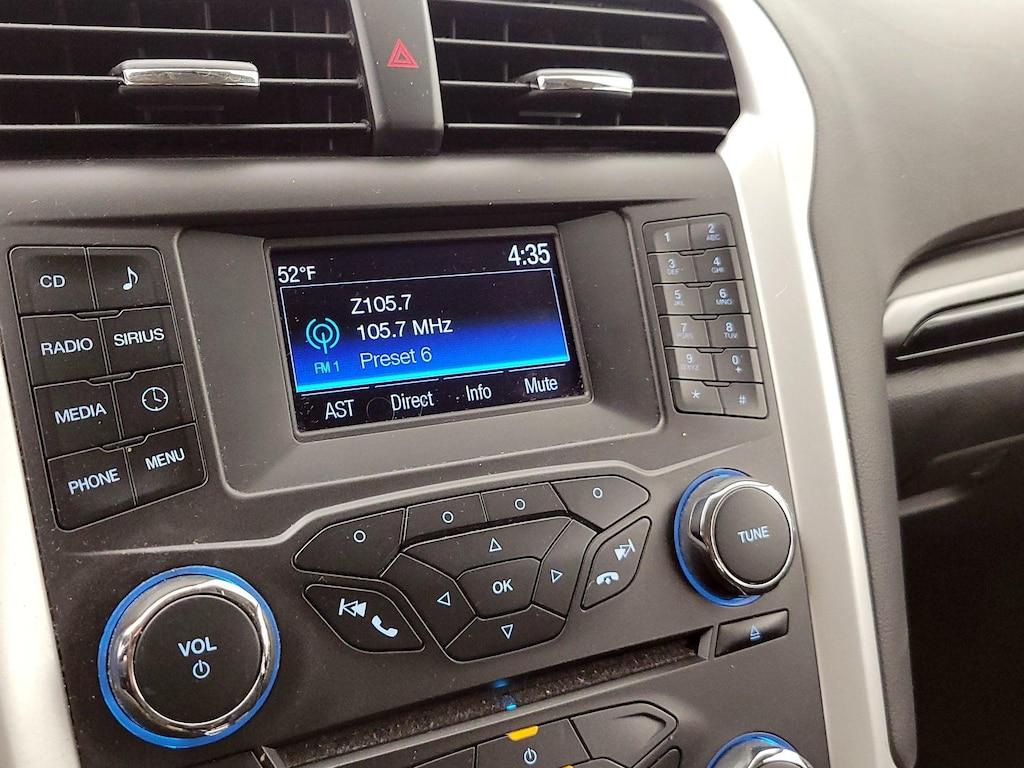 52°F 4:35
Z105.7
105.7 MHz
FM 1 Preset 6
AST Direct Info Mute
CD
RADIO SIRIUS
MEDIA
PHONE MENU
1 2 ABC
3 DEF 4 GHI
5 JKL 6 MNO
7 8 TUV
9 0 +
* #
OK
TUNE
VOL